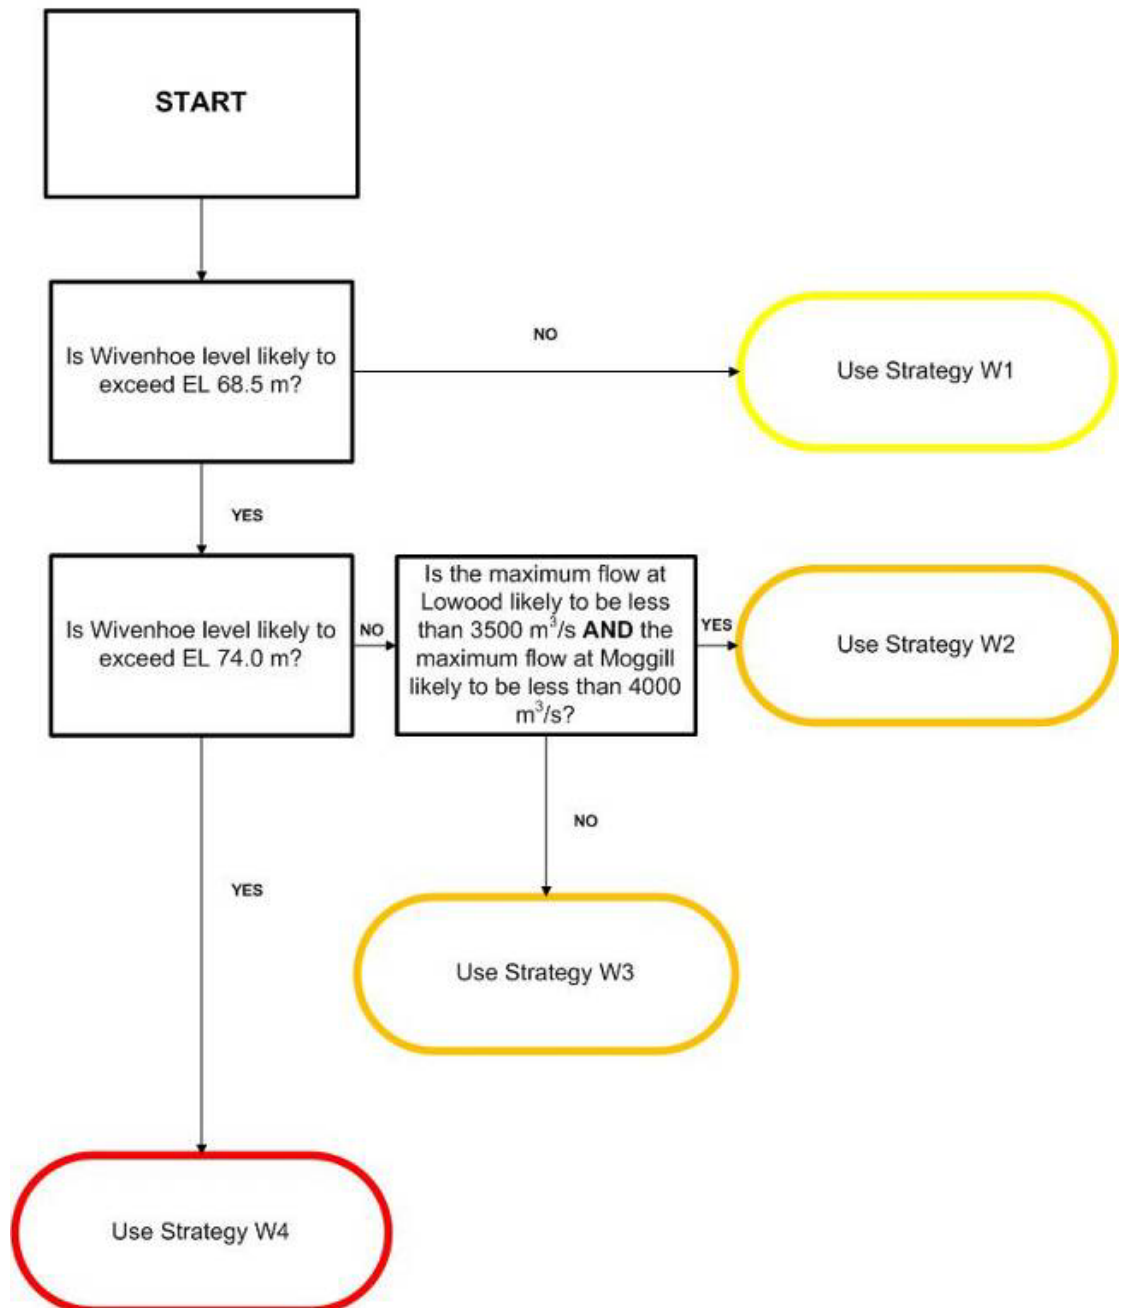 START
Is Wivenhoe level likely to
exceed EL 68.5 m?
NO
Use Strategy W1
YES
Is Wivenhoe level likely to
exceed EL 74.0 m?
NO
Is the maximum flow at
Lowood likely to be less
than 3500 m³/s AND the
maximum flow at Moggill
likely to be less than 4000
m³/s?
YES
Use Strategy W2
NO
Use Strategy W3
YES
Use Strategy W4